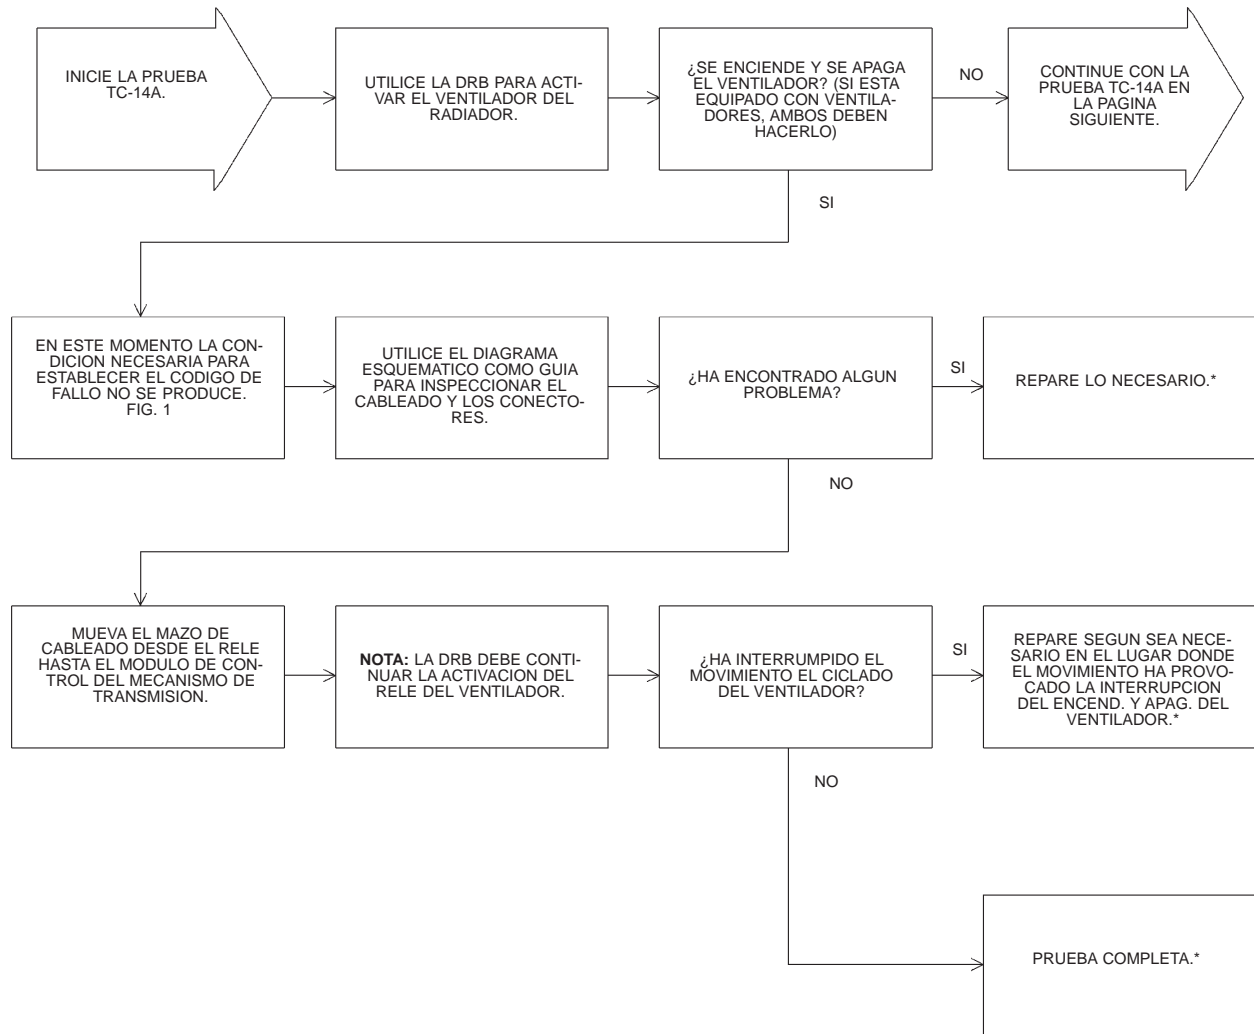 INICIE LA PRUEBA
TC-14A.
UTILICE LA DRB PARA ACTI-
VAR EL VENTILADOR DEL
RADIADOR.
¿SE ENCIENDE Y SE APAGA
EL VENTILADOR? (SI ESTA
EQUIPADO CON VENTILA-
DORES, AMBOS DEBEN
HACERLO)
NO
CONTINUE CON LA
PRUEBA TC-14A EN
LA PAGINA
SIGUIENTE.
SI
EN ESTE MOMENTO LA CON-
DICION NECESARIA PARA
ESTABLECER EL CODIGO DE
FALLO NO SE PRODUCE.
FIG. 1
UTILICE EL DIAGRAMA
ESQUEMATICO COMO GUIA
PARA INSPECCIONAR EL
CABLEADO Y LOS CONECTO-
RES.
¿HA ENCONTRADO ALGUN
PROBLEMA?
SI
REPARE LO NECESARIO.*
NO
MUEVA EL MAZO DE
CABLEADO DESDE EL RELE
HASTA EL MODULO DE CON-
TROL DEL MECANISMO DE
TRANSMISION.
NOTA: LA DRB DEBE CONTI-
NUAR LA ACTIVACION DEL
RELE DEL VENTILADOR.
¿HA INTERRUMPIDO EL
MOVIMIENTO EL CICLADO
DEL VENTILADOR?
SI
REPARE SEGUN SEA NECE-
SARIO EN EL LUGAR DONDE
EL MOVIMIENTO HA PROVO-
CADO LA INTERRUPCION
DEL ENCEND. Y APAG. DEL
VENTILADOR.*
NO
PRUEBA COMPLETA.*